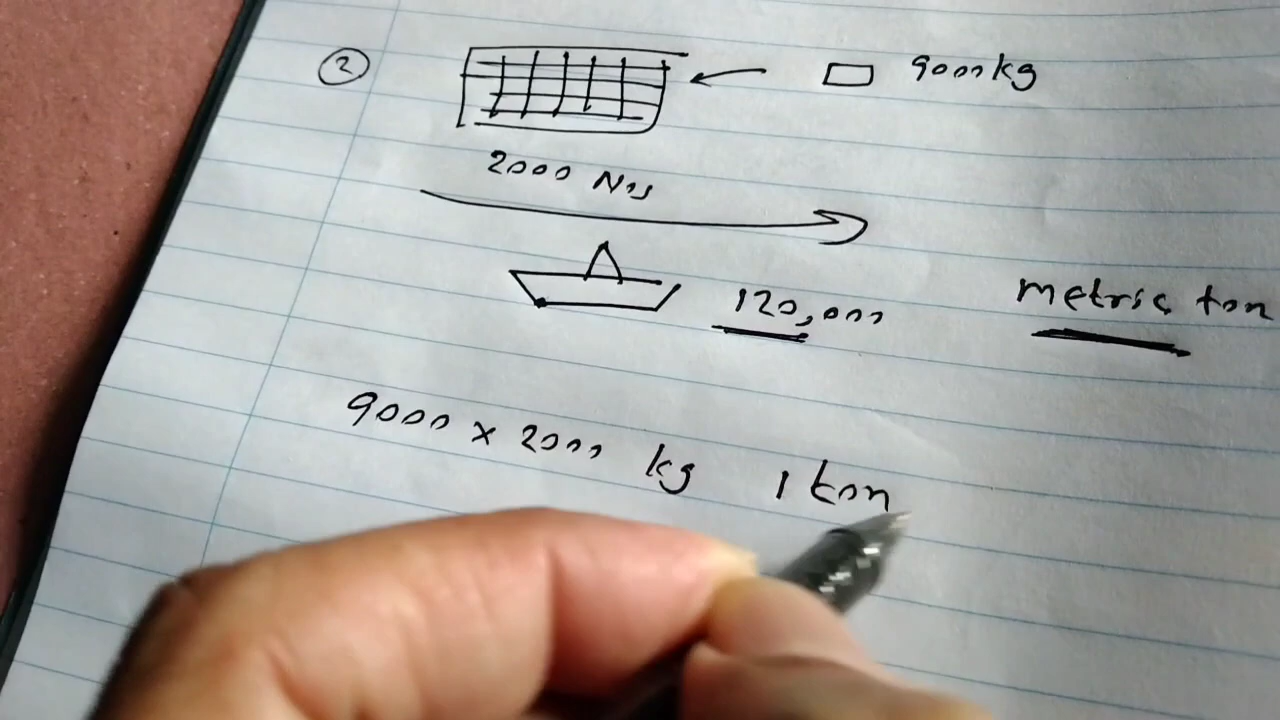 2
9000kg
2000 Nos
120,000
metric ton
9000 x 2000 kg 1 ton